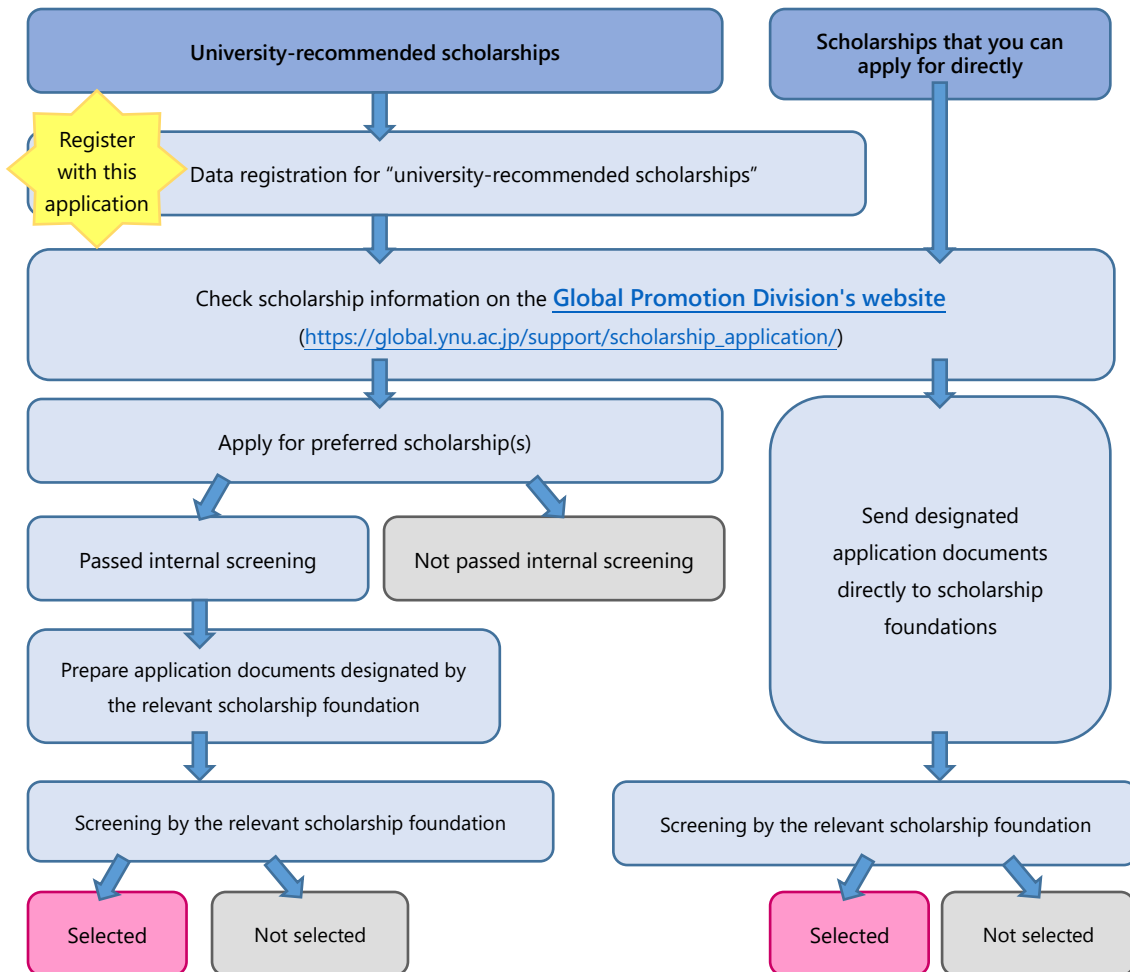 University-recommended scholarships
Scholarships that you can
apply for directly
Register
with this
application
Data registration for “university-recommended scholarships”
Check scholarship information on the Global Promotion Division's website
(https://global.ynu.ac.jp/support/scholarship_application/)
Apply for preferred scholarship(s)
Passed internal screening
Not passed internal screening
Send designated
application documents
directly to scholarship
foundations
Prepare application documents designated by
the relevant scholarship foundation
Screening by the relevant scholarship foundation
Screening by the relevant scholarship foundation
Selected
Not selected
Selected
Not selected